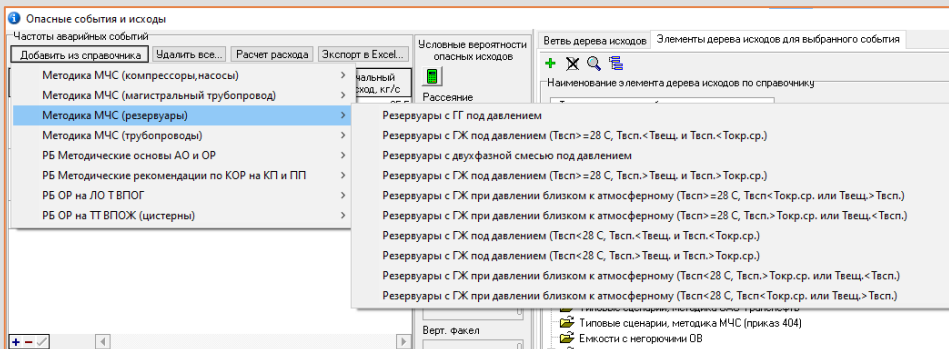 Опасные события и исходы
Частоты аварийных событий
Добавить из справочника Удалить все... Расчет расхода Экспорт в Excel...
Условные вероятности опасных исходов
Ветвь дерева исходов Элементы дерева исходов для выбранного события
Наименование элемента дерева исходов по справочнику
Рассеяние
Методика МЧС (компрессоры,насосы)
Методика МЧС (магистральный трубопровод)
Методика МЧС (резервуары)
Методика МЧС (трубопроводы)
РБ Методические основы АО и ОР
РБ Методические рекомендации по КОР на КП и ПП
РБ ОР на ЛО ТВПОГ
РБ ОР на ТТ ВПОЖ (цистерны)
Резервуары с ГГ под давлением
Резервуары с ГЖ под давлением (Твсп>=28 С, Твсп.<Твещ. и Твсп.<Токр.ср.)
Резервуары с двухфазной смесью под давлением
Резервуары с ГЖ под давлением (Твсп>=28 С, Твсп.>Твещ. и Твсп.>Токр.ср.)
Резервуары с ГЖ при давлении близком к атмосферному (Твсп>=28 С, Твсп<Токр.ср. или Твещ.>Твсп.)
Резервуары с ГЖ при давлении близком к атмосферному (Твсп>=28 С, Твсп.>Токр.ср. или Твещ.<Твсп.)
Резервуары с ГЖ под давлением (Твсп<28 С, Твсп.<Твещ. и Твсп.<Токр.ср.)
Резервуары с ГЖ под давлением (Твсп<28 С, Твсп.>Твещ. и Твсп.>Токр.ср.)
Резервуары с ГЖ при давлении близком к атмосферному (Твсп<28 С, Твсп.>Токр.ср. или Твещ.<Твсп.)
Резервуары с ГЖ при давлении близком к атмосферному (Твсп<28 С, Твсп<Токр.ср. или Твещ.>Твсп.)
Типовые сценарии, методика МЧС (приказ 404)
Емкости с негорючими ОВ
Верт. факел